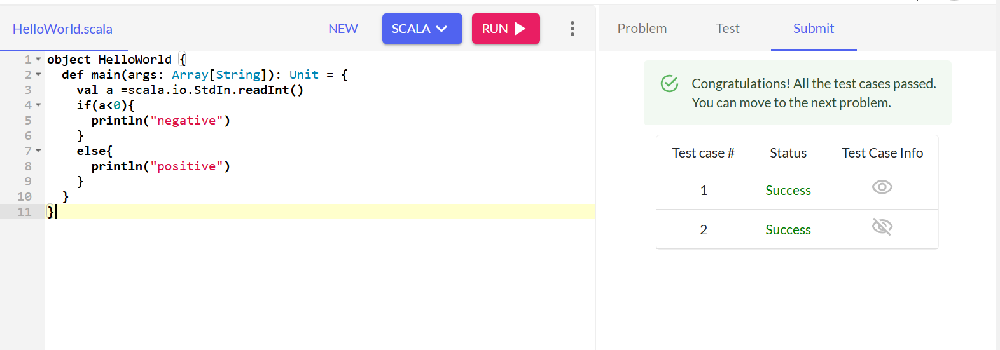 HelloWorld.scala
NEW
SCALA
RUN
1 object HelloWorld {
2   def main(args: Array[String]): Unit = {
3     val a =scala.io.StdIn.readInt()
4     if(a<0){
5       println("negative")
6     }
7     else{
8       println("positive")
9     }
10   }
11 }
Problem Test Submit
Congratulations! All the test cases passed.
You can move to the next problem.
Test case # Status Test Case Info
1 Success
2 Success